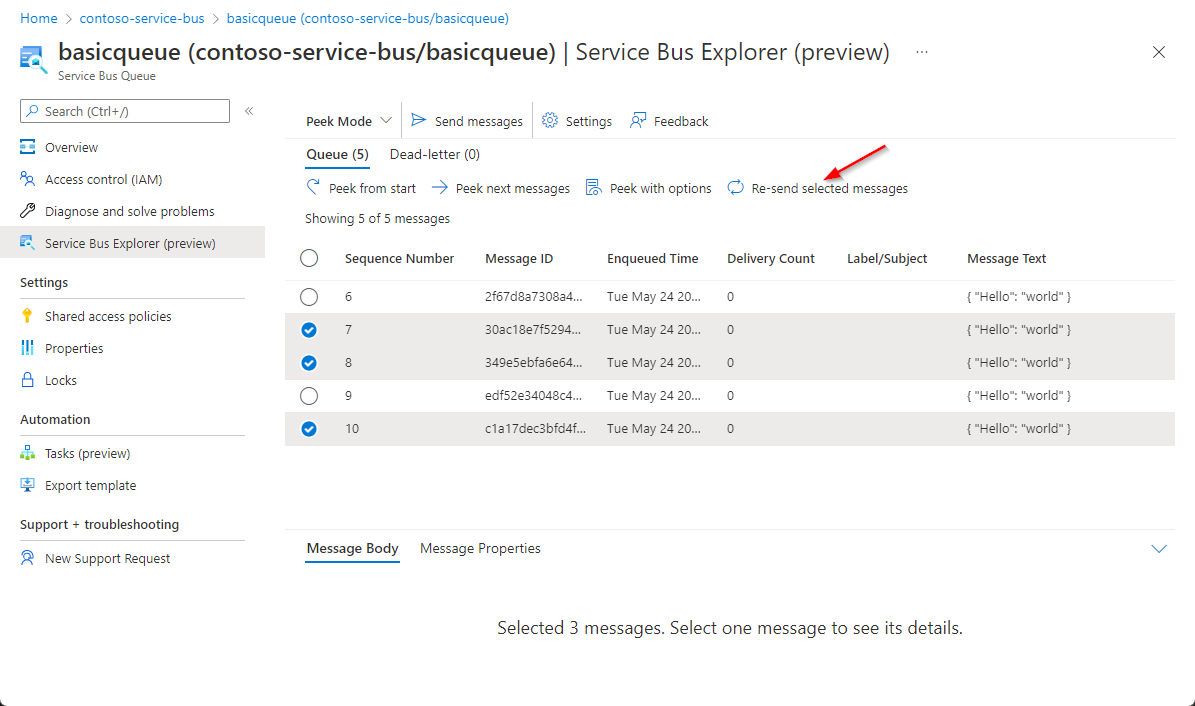 Home > contoso-service-bus > basicqueue (contoso-service-bus/basicqueue)
basicqueue (contoso-service-bus/basicqueue) | Service Bus Explorer (preview) ...
Service Bus Queue
Search (Ctrl+/) «
Overview
Access control (IAM)
Diagnose and solve problems
Service Bus Explorer (preview)
Settings
Shared access policies
Properties
Locks
Automation
Tasks (preview)
Export template
Support + troubleshooting
New Support Request
Peek Mode Send messages Settings Feedback
Queue (5) Dead-letter (0)
Peek from start Peek next messages Peek with options Re-send selected messages
Showing 5 of 5 messages
Sequence Number Message ID Enqueued Time Delivery Count Label/Subject Message Text
6 2f67d8a7308a4... Tue May 24 20... 0 { "Hello": "world" }
7 30ac18e7f5294... Tue May 24 20... 0 { "Hello": "world" }
8 349e5ebfa6e64... Tue May 24 20... 0 { "Hello": "world" }
9 edf52e34048c4... Tue May 24 20... 0 { "Hello": "world" }
10 c1a17dec3bfd4f... Tue May 24 20... 0 { "Hello": "world" }
Message Body Message Properties
Selected 3 messages. Select one message to see its details.